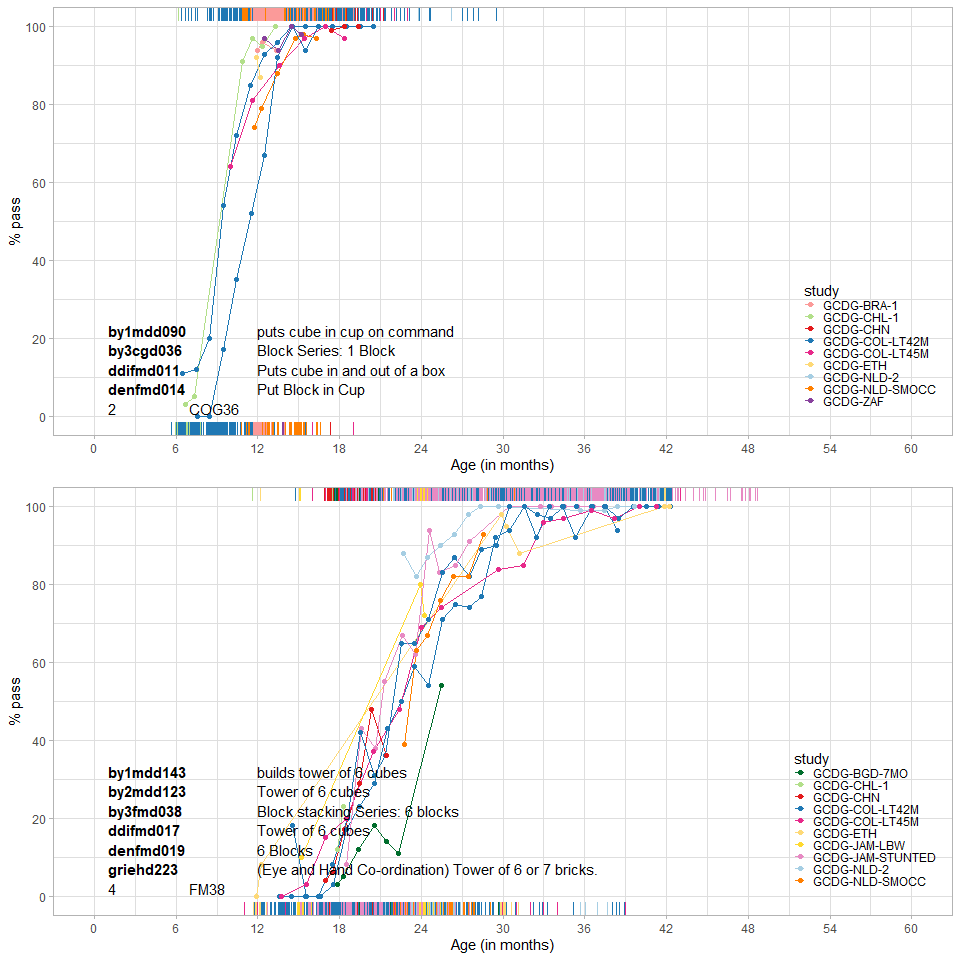 100
80
60
40
20
0
% pass
study
GCDG-BRA-1
GCDG-CHL-1
GCDG-CHN
GCDG-COL-LT42M
GCDG-COL-LT45M
GCDG-ETH
GCDG-NLD-2
GCDG-NLD-SMOCC
GCDG-ZAF
by1mdd090 puts cube in cup on command
by3cgd036 Block Series: 1 Block
ddifmd011 Puts cube in and out of a box
denfmd014 Put Block in Cup
2 COG36
0 6 12 18 24 30 36 42 48 54 60
Age (in months)
100
80
60
40
20
0
% pass
study
GCDG-BGD-7MO
GCDG-CHL-1
GCDG-CHN
GCDG-COL-LT42M
GCDG-COL-LT45M
GCDG-ETH
GCDG-JAM-LBW
GCDG-JAM-STUNTED
GCDG-NLD-2
GCDG-NLD-SMOCC
by1mdd143 builds tower of 6 cubes
by2mdd123 Tower of 6 cubes
by3fmd038 Block stacking Series: 6 blocks
ddifmd017 Tower of 6 cubes
denfmd019 6 Blocks
griehd223 (Eye and Hand Co-ordination) Tower of 6 or 7 bricks.
4 FM38
0 6 12 18 24 30 36 42 48 54 60
Age (in months)